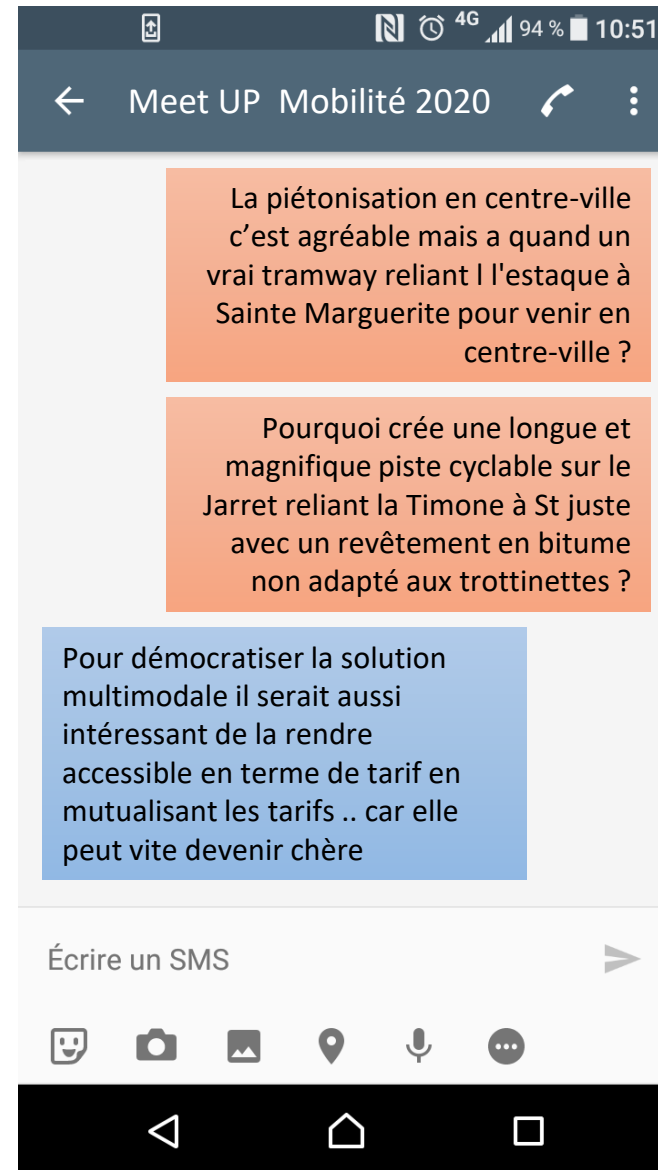 4G 94 % 10:51
Meet UP Mobilité 2020
La piétonisation en centre-ville
c’est agréable mais a quand un
vrai tramway reliant l l'estaque à
Sainte Marguerite pour venir en
centre-ville ?
Pourquoi crée une longue et
magnifique piste cyclable sur le
Jarret reliant la Timone à St juste
avec un revêtement en bitume
non adapté aux trottinettes ?
Pour démocratiser la solution
multimodale il serait aussi
intéressant de la rendre
accessible en terme de tarif en
mutualisant les tarifs .. car elle
peut vite devenir chère
Écrire un SMS